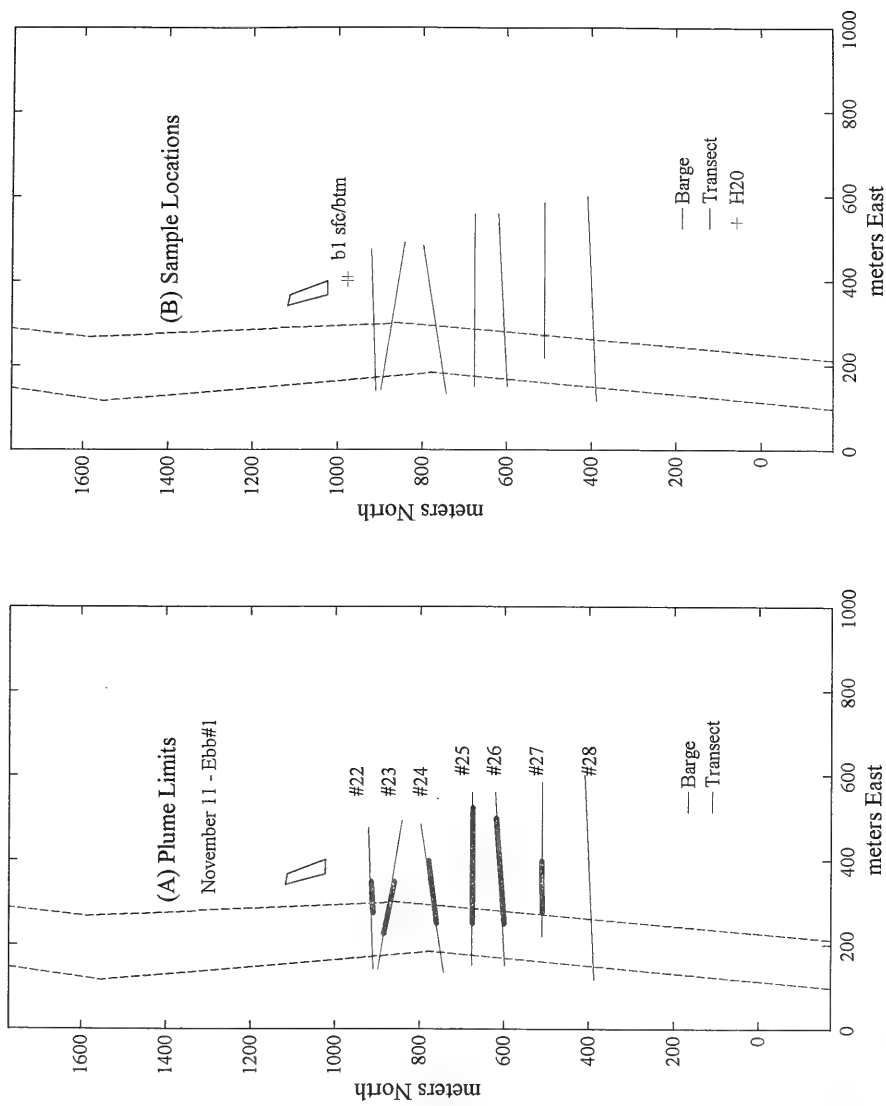 (A) Plume Limits
November 11 - Ebb#1
#22
#23
#24
#25
#26
#27
#28
Barge
Transect
1600
1400
1200
1000
800
600
400
200
0
meters North
0
200
400
600
800
1000
meters East
(B) Sample Locations
b1 sfc/btm
Barge
Transect
+ H20
1600
1400
1200
1000
800
600
400
200
0
meters North
0
200
400
600
800
1000
meters East